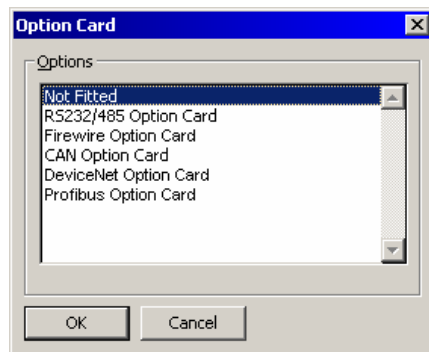 Option Card
Options
Not Fitted
RS232/485 Option Card
Firewire Option Card
CAN Option Card
DeviceNet Option Card
Profibus Option Card
OK
Cancel